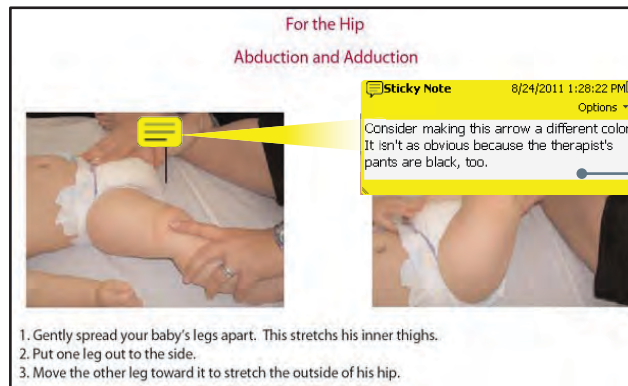 For the Hip
Abduction and Adduction
Sticky Note 8/24/2011 1:28:22 PM
Options
Consider making this arrow a different color
It isn't as obvious because the therapist's
pants are black, too.
1. Gently spread your baby's legs apart. This stretchs his inner thighs.
2. Put one leg out to the side.
3. Move the other leg toward it to stretch the outside of his hip.